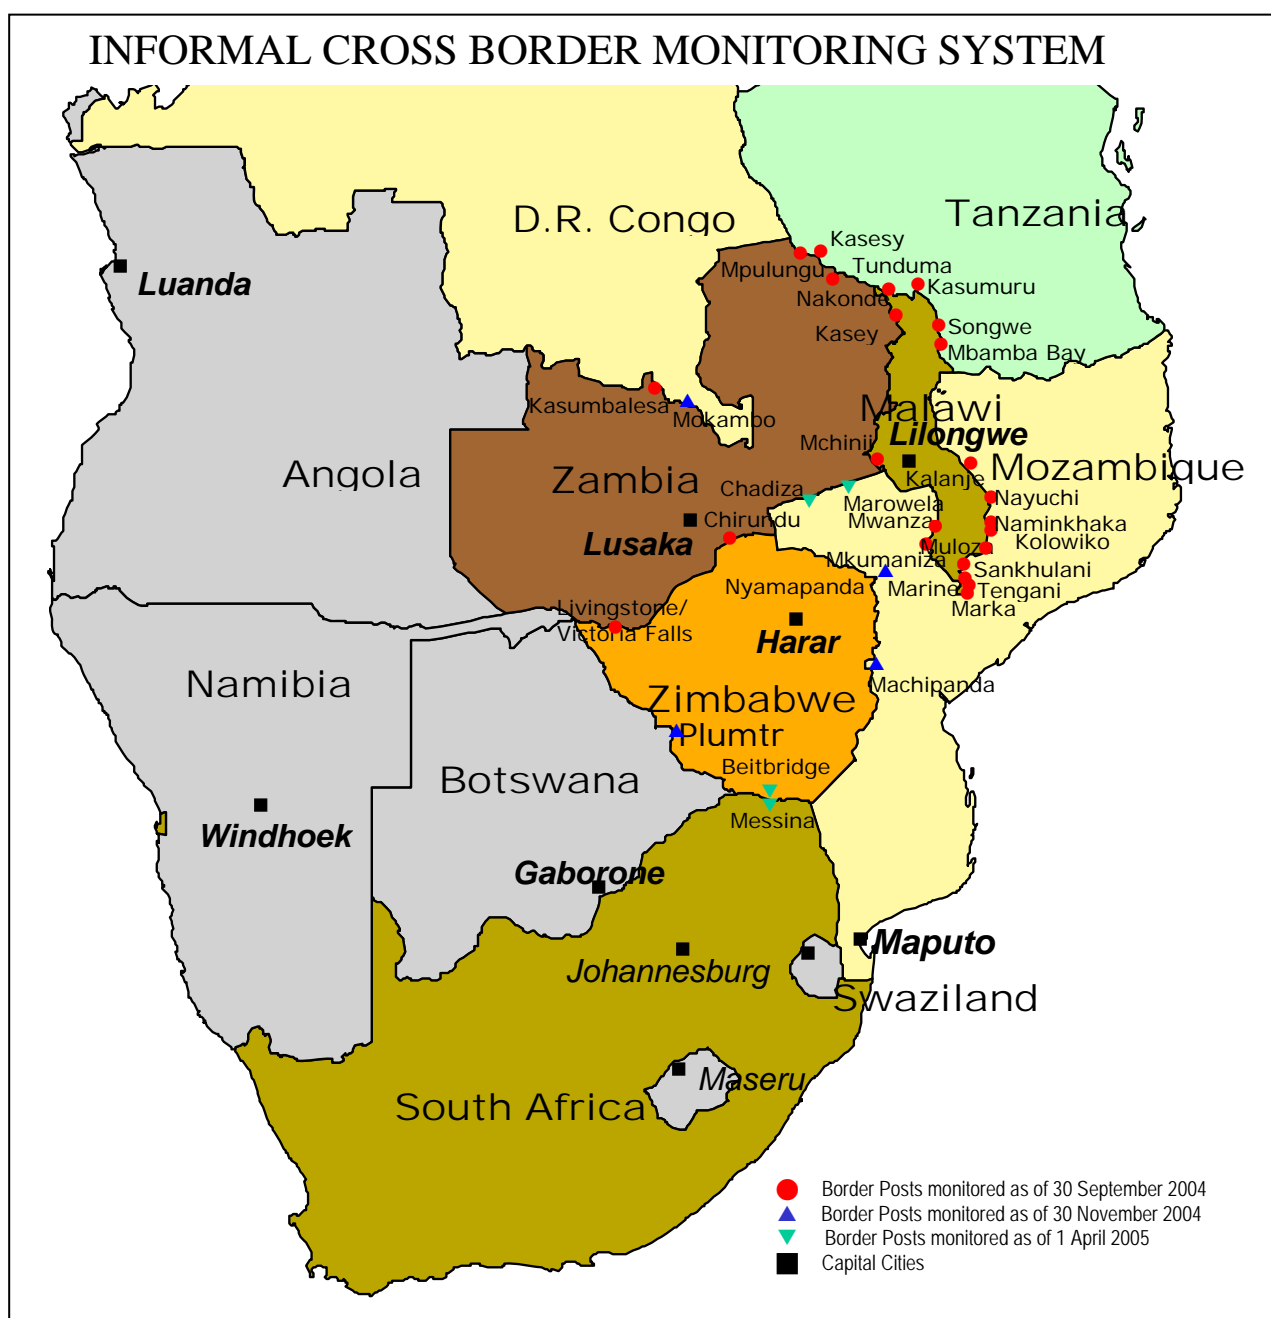 INFORMAL CROSS BORDER MONITORING SYSTEM
D.R. Congo
Tanzania
Kasesy
Mpulungu
Tunduma
Kasumuru
Nakonde
Kasey
Songwe
Mbamba Bay
Luanda
Kasumbalesa
Mokambo
Malawi
Lilongwe
Mchinii
Mozambique
Angola
Zambia
Kalanje
Chadiza
Marowela
Nayuchi
Lusaka
Chirundu
Mwanza
Naminkhaka
Muloza
Kolowiko
Mkumaniza
Sankhulani
Nyamapanda
Marine
Tengani
Marka
Livingstone/
Victoria Falls
Harar
Namibia
Zimbabwe
Machipanda
Plumtr
Botswana
Beitbridge
Messina
Windhoek
Gaborone
Johannesburg
Maputo
Swaziland
Maseru
South Africa
Border Posts monitored as of 30 September 2004
Border Posts monitored as of 30 November 2004
Border Posts monitored as of 1 April 2005
Capital Cities